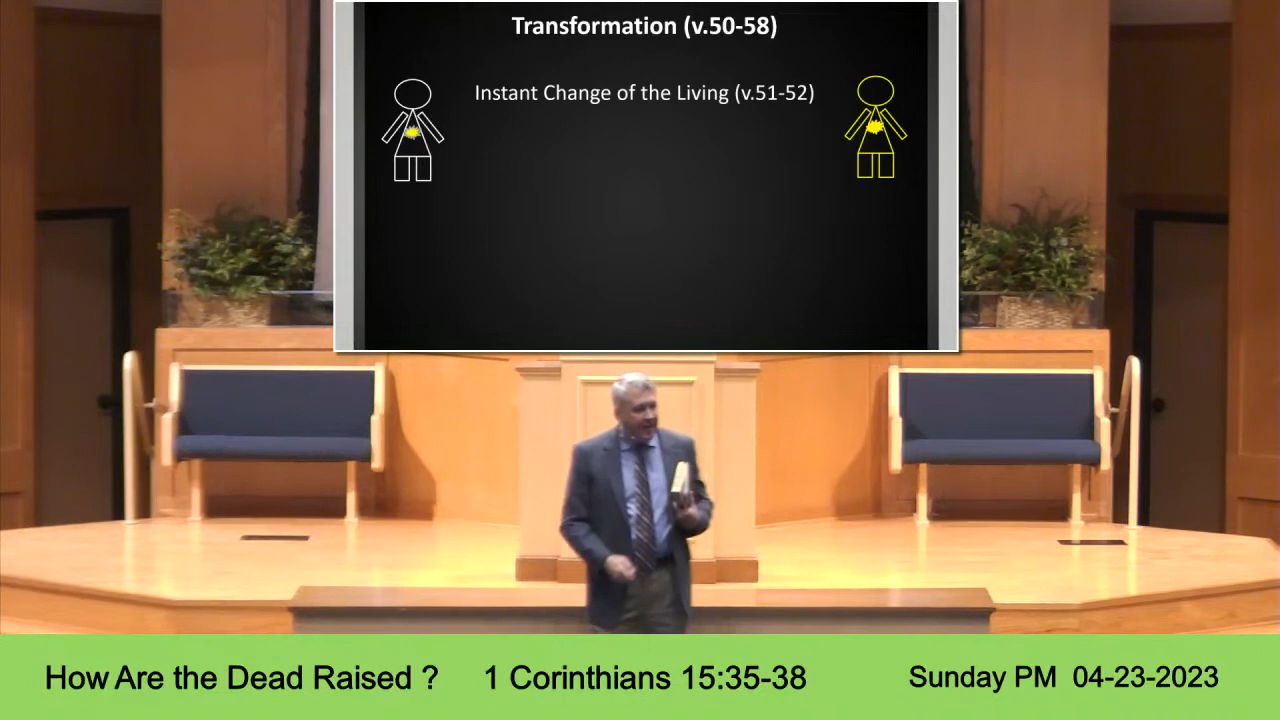 Transformation (v.50-58)
Instant Change of the Living (v.51-52)
How Are the Dead Raised ? 1 Corinthians 15:35-38 Sunday PM 04-23-2023